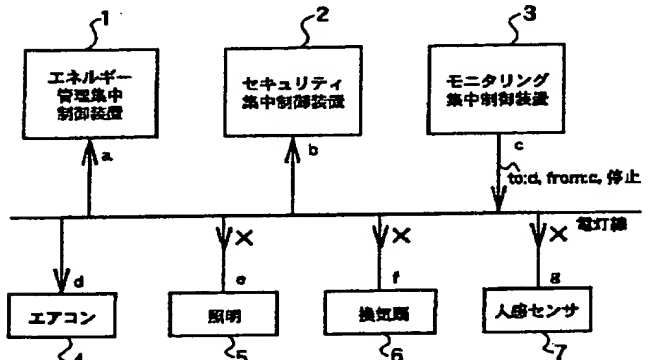 1
2
3
エネルギー
管理集中
制御装置
セキュリティ
集中制御装置
モニタリング
集中制御装置
a
b
c
to:d, from:c, 停止
電灯線
×
×
×
d
e
f
g
エアコン
照明
換気扇
人感センサ
4
5
6
7